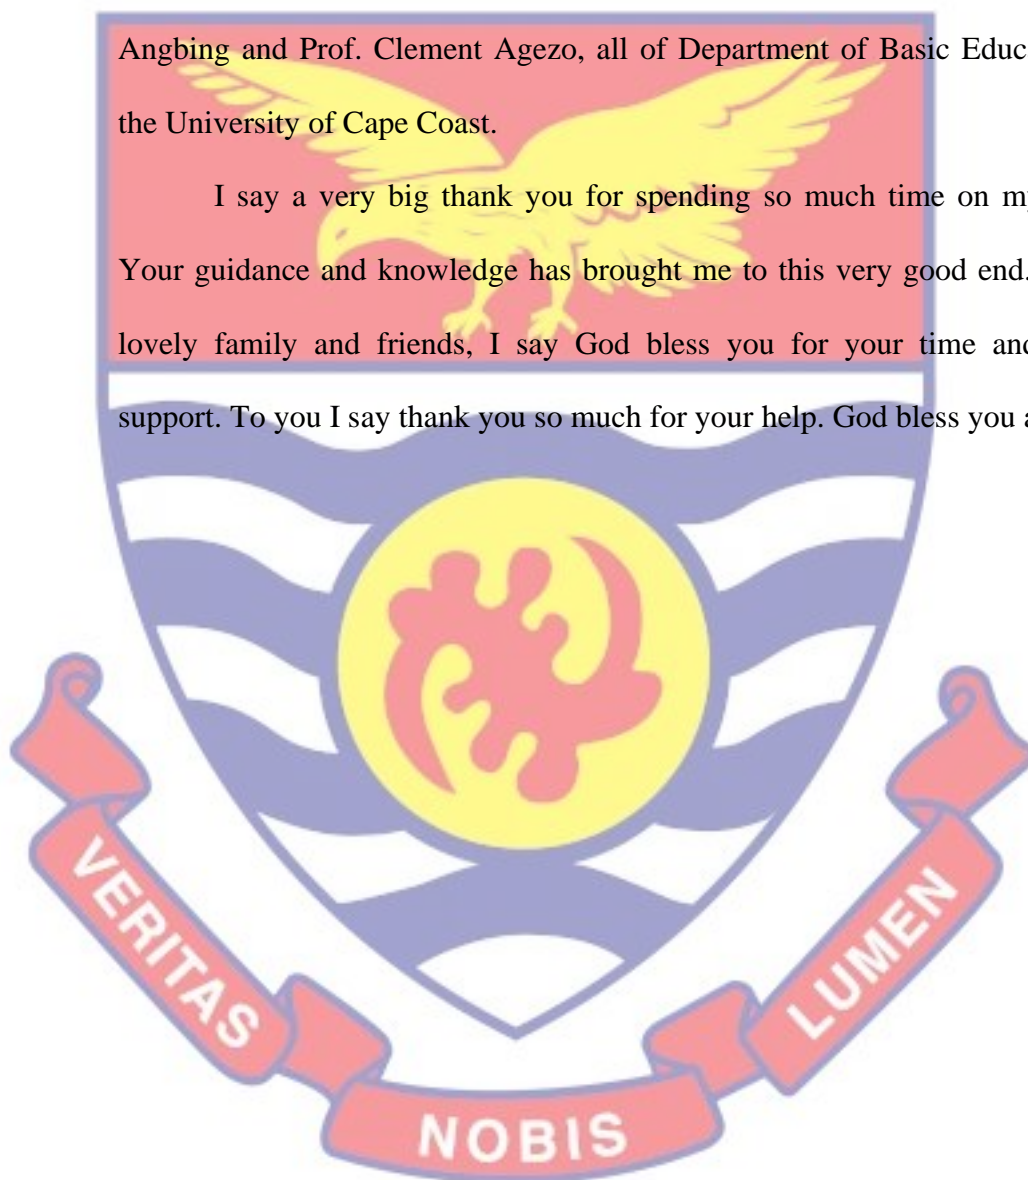 Angbing and Prof. Clement Agezo, all of Department of Basic Educ
the University of Cape Coast.
I say a very big thank you for spending so much time on m
Your guidance and knowledge has brought me to this very good end.
lovely family and friends, I say God bless you for your time and
support. To you I say thank you so much for your help. God bless you a
VERITAS
NOBIS
LUMEN